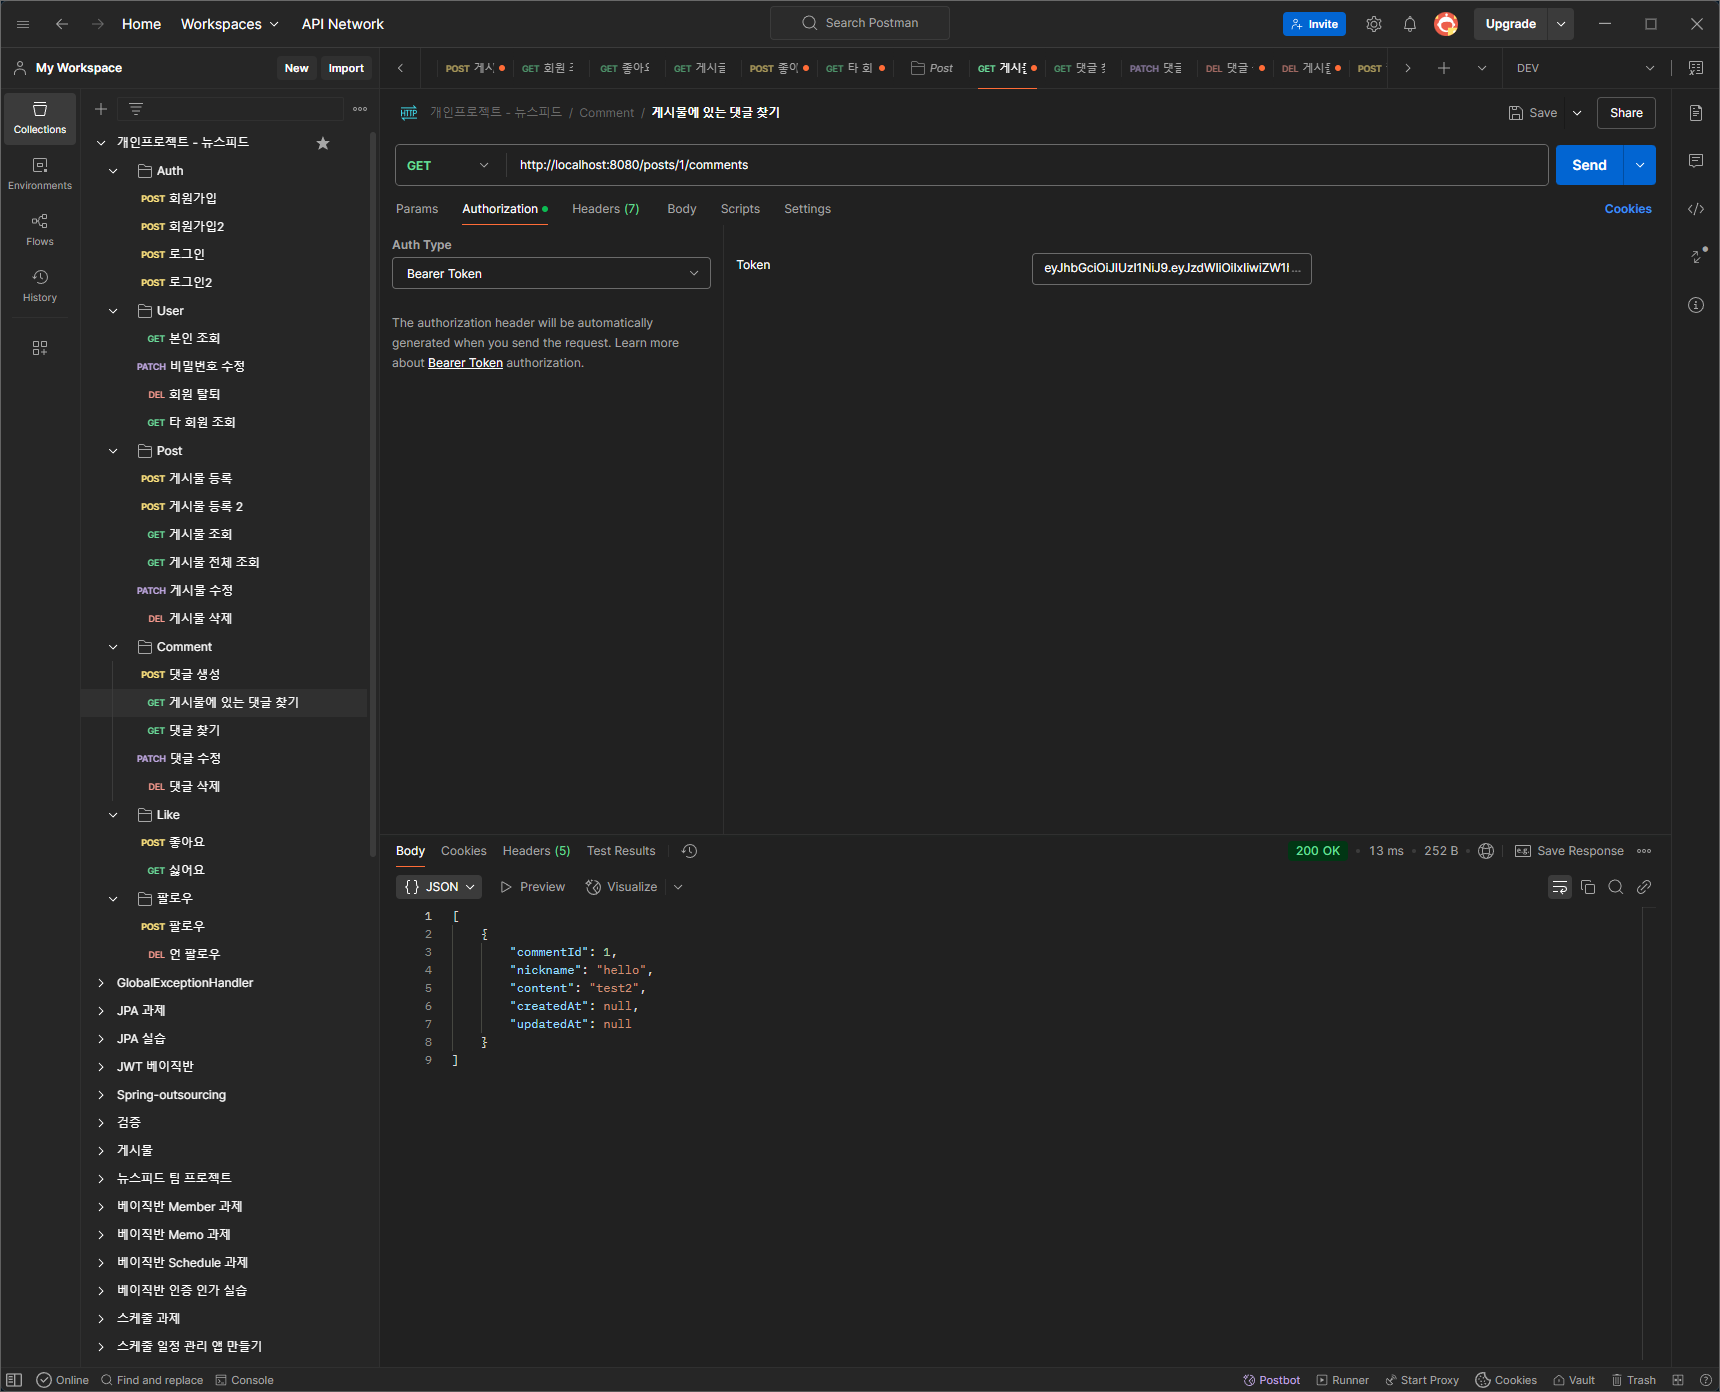 Home Workspaces API Network Search Postman Invite Upgrade
My Workspace New Import POST 게시 GET 회원 GET 좋아요 GET 게시글 POST 좋아 GET 타 회 Post GET 게시물 GET 댓글 PATCH 댓글 DEL 댓글 DEL 게시물 POST DEV
Collections
Environments
Flows
History
개인프로젝트 - 뉴스피드
Auth
POST 회원가입
POST 회원가입2
POST 로그인
POST 로그인2
User
GET 본인 조회
PATCH 비밀번호 수정
DEL 회원 탈퇴
GET 타 회원 조회
Post
POST 게시물 등록
POST 게시물 등록 2
GET 게시물 조회
GET 게시물 전체 조회
PATCH 게시물 수정
DEL 게시물 삭제
Comment
POST 댓글 생성
GET 게시물에 있는 댓글 찾기
GET 댓글 찾기
PATCH 댓글 수정
DEL 댓글 삭제
Like
POST 좋아요
GET 싫어요
팔로우
POST 팔로우
DEL 언 팔로우
GlobalExceptionHandler
JPA 과제
JPA 실습
JWT 베이직반
Spring-outsourcing
검증
게시물
뉴스피드 팀 프로젝트
베이직반 Member 과제
베이직반 Memo 과제
베이직반 Schedule 과제
베이직반 인증 인가 실습
스케줄 과제
스케줄 일정 관리 앱 만들기
HTTP 개인프로젝트 - 뉴스피드 / Comment / 게시물에 있는 댓글 찾기 Save Share
GET http://localhost:8080/posts/1/comments Send
Params Authorization Headers (7) Body Scripts Settings Cookies
Auth Type
Bearer Token
Token
The authorization header will be automatically
generated when you send the request. Learn more
about Bearer Token authorization.
Body Cookies Headers (5) Test Results 200 OK 13 ms 252 B Save Response
{} JSON Preview Visualize
1 [
2 {
3 "commentId": 1,
4 "nickname": "hello",
5 "content": "test2",
6 "createdAt": null,
7 "updatedAt": null
8 }
9 ]
Online Find and replace Console Postbot Runner Start Proxy Cookies Vault Trash